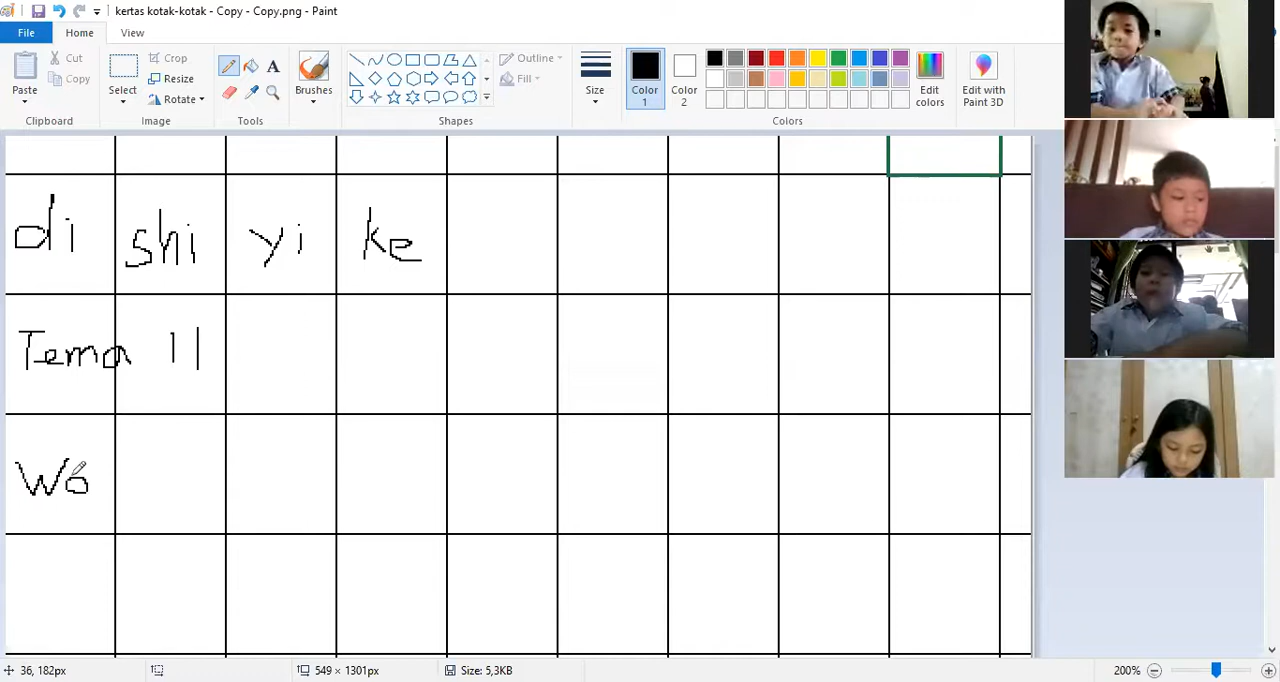 kertas kotak-kotak - Copy - Copy.png - Paint
File Home View
Paste Cut Copy Clipboard
Select Crop Resize Rotate Image
Tools
Brushes
Outline Fill Shapes
Size
Color 1 Color 2 Edit colors Colors
Edit with Paint 3D
di shi yi ke
Tema 11
Wó
36, 182px 549 × 1301px Size: 5,3KB 200%